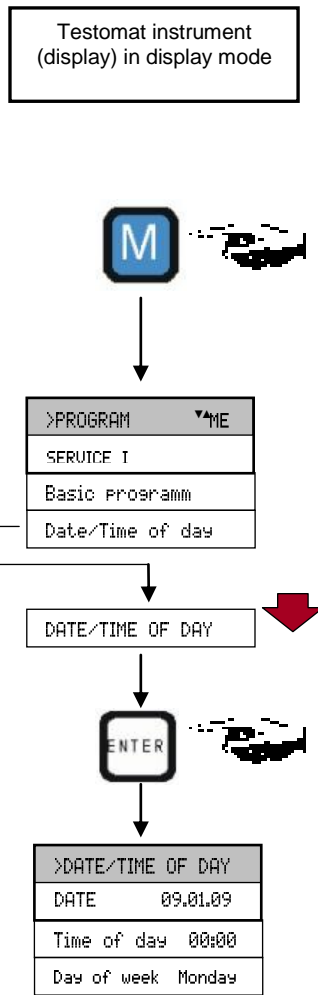 Testomat instrument
(display) in display mode
M
>PROGRAM ▼▲ME
SERVICE I
Basic programm
Date/Time of day
DATE/TIME OF DAY
ENTER
>DATE/TIME OF DAY
DATE 09.01.09
Time of day 00:00
Day of week Monday